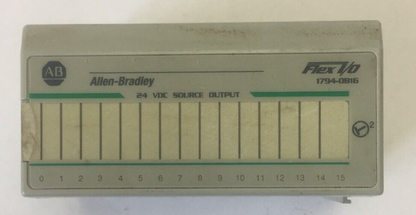 AB
Allen-Bradley
Flex I/O
1794-OB16
24 VDC SOURCE OUTPUT
2
0 1 2 3 4 5 6 7 8 9 10 11 12 13 14 15